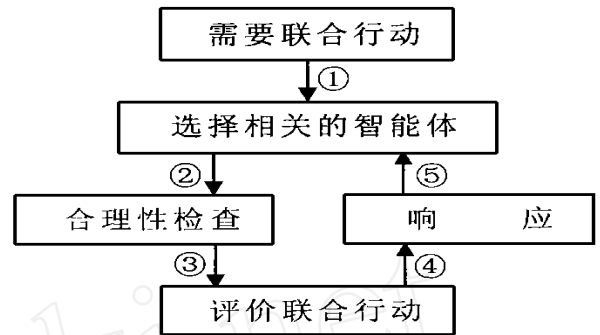 需要联合行动
①
选择相关的智能体
② ⑤
合理性检查 响应
③ ④
评价联合行动